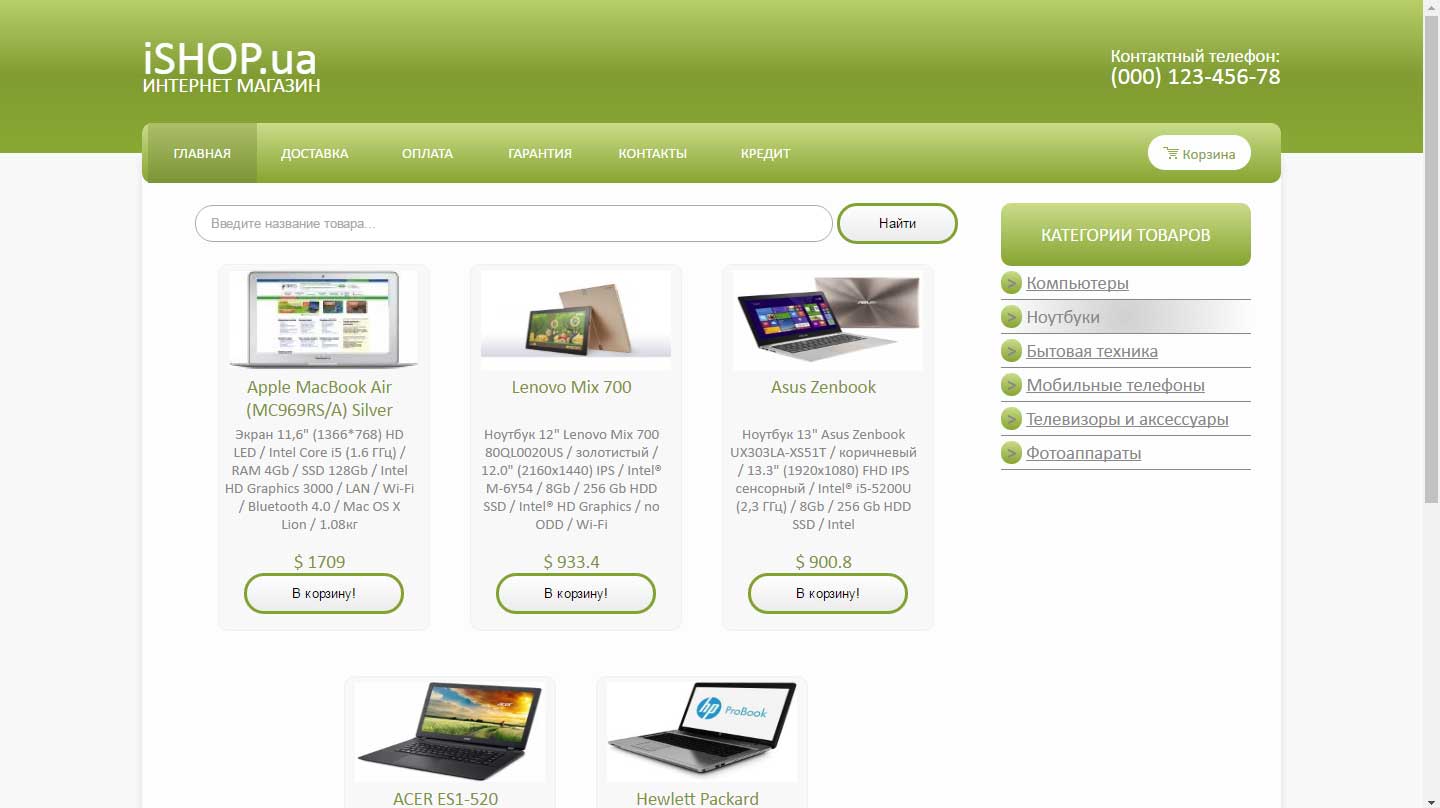 iSHOP.ua
ИНТЕРНЕТ МАГАЗИН
Контактный телефон:
(000) 123-456-78
ГЛАВНАЯ ДОСТАВКА ОПЛАТА ГАРАНТИЯ КОНТАКТЫ КРЕДИТ Корзина
Введите название товара... Найти
Apple MacBook Air
(MC969RS/A) Silver
Экран 11,6" (1366*768) HD
LED / Intel Core i5 (1.6 ГГц) /
RAM 4Gb / SSD 128Gb / Intel
HD Graphics 3000 / LAN / Wi-Fi
/ Bluetooth 4.0 / Mac OS X
Lion / 1.08кг
$ 1709
В корзину!
Lenovo Mix 700
Ноутбук 12" Lenovo Mix 700
80QL0020US / золотистый /
12.0" (2160x1440) IPS / Intel®
M-6Y54 / 8Gb / 256 Gb HDD
SSD / Intel® HD Graphics / no
ODD / Wi-Fi
$ 933.4
В корзину!
Asus Zenbook
Ноутбук 13" Asus Zenbook
UX303LA-XS51T / коричневый
/ 13.3" (1920x1080) FHD IPS
сенсорный / Intel® i5-5200U
(2,3 ГГц) / 8Gb / 256 Gb HDD
SSD / Intel
$ 900.8
В корзину!
acer
ACER ES1-520
hp ProBook
Hewlett Packard
КАТЕГОРИИ ТОВАРОВ
> Компьютеры
> Ноутбуки
> Бытовая техника
> Мобильные телефоны
> Телевизоры и аксессуары
> Фотоаппараты